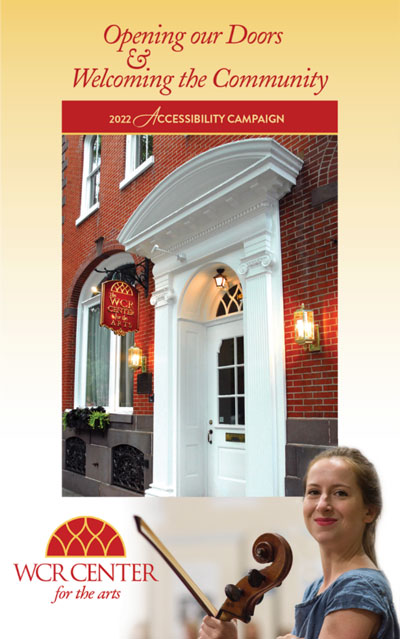 Opening our Doors
&
Welcoming the Community
2022 ACCESSIBILITY CAMPAIGN
WCR
CENTER
for the
ARTS
WCR CENTER
for the arts